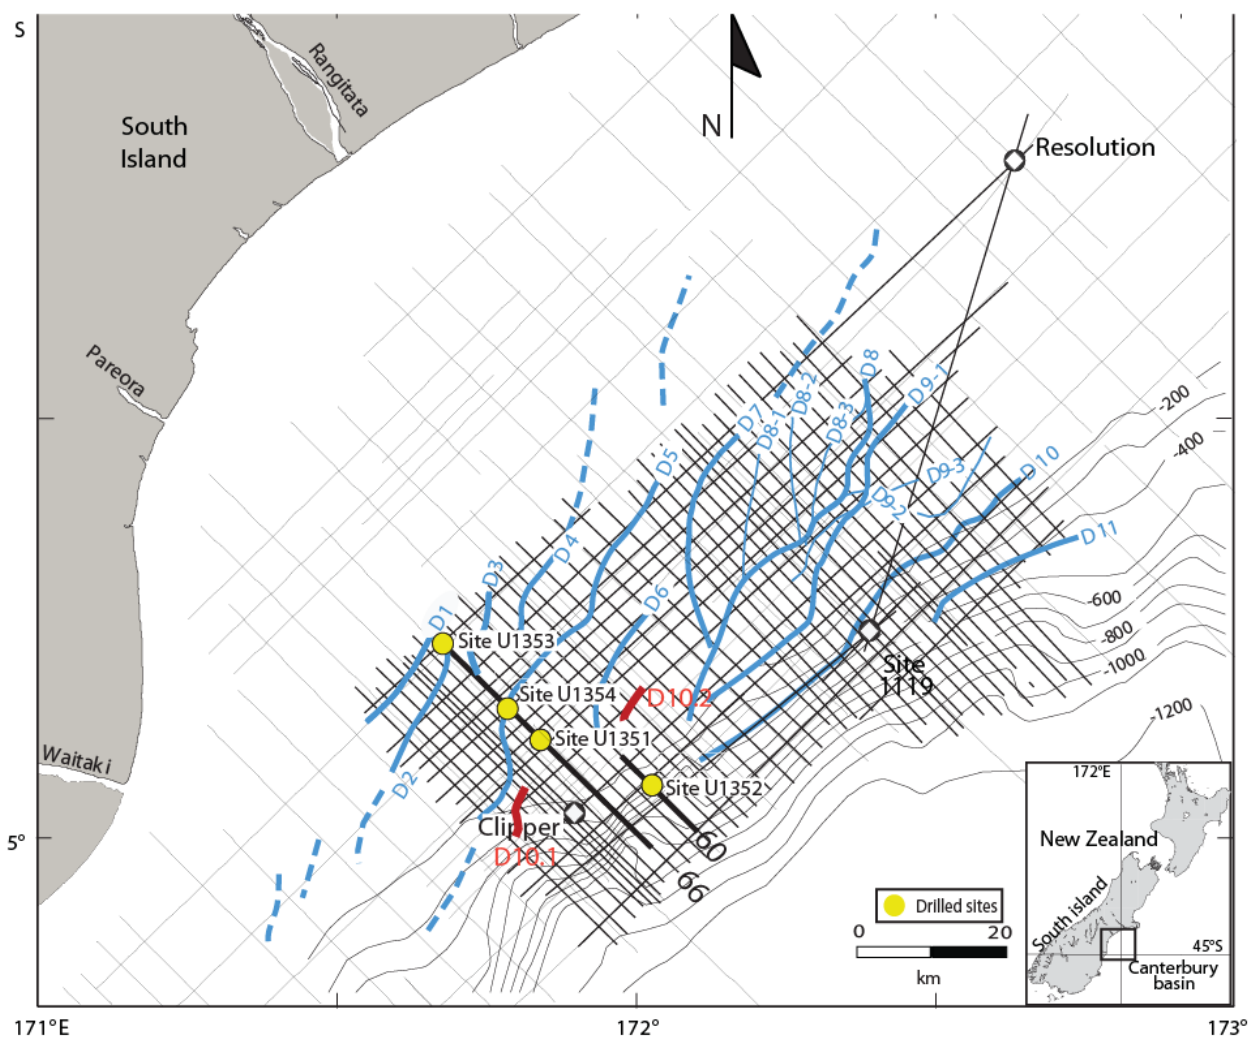 S
Rangitata
South
Island
N
Resolution
Pareora
-200
-400
D8
D8-2
D9-1
D7
D8-1
D8-3
D5
D9-3
D10
D9-2
D11
D4
D3
D6
D1
-600
-800
-1000
Site U1353
Site
1119
Site U1354
D10.2
-1200
Site U1351
Waitaki
D2
Site U1352
Clipper
D10.1
60
66
5°
172°E
New Zealand
South island
45°S
Canterbury
basin
Drilled sites
0 20
km
171°E
172°
173°